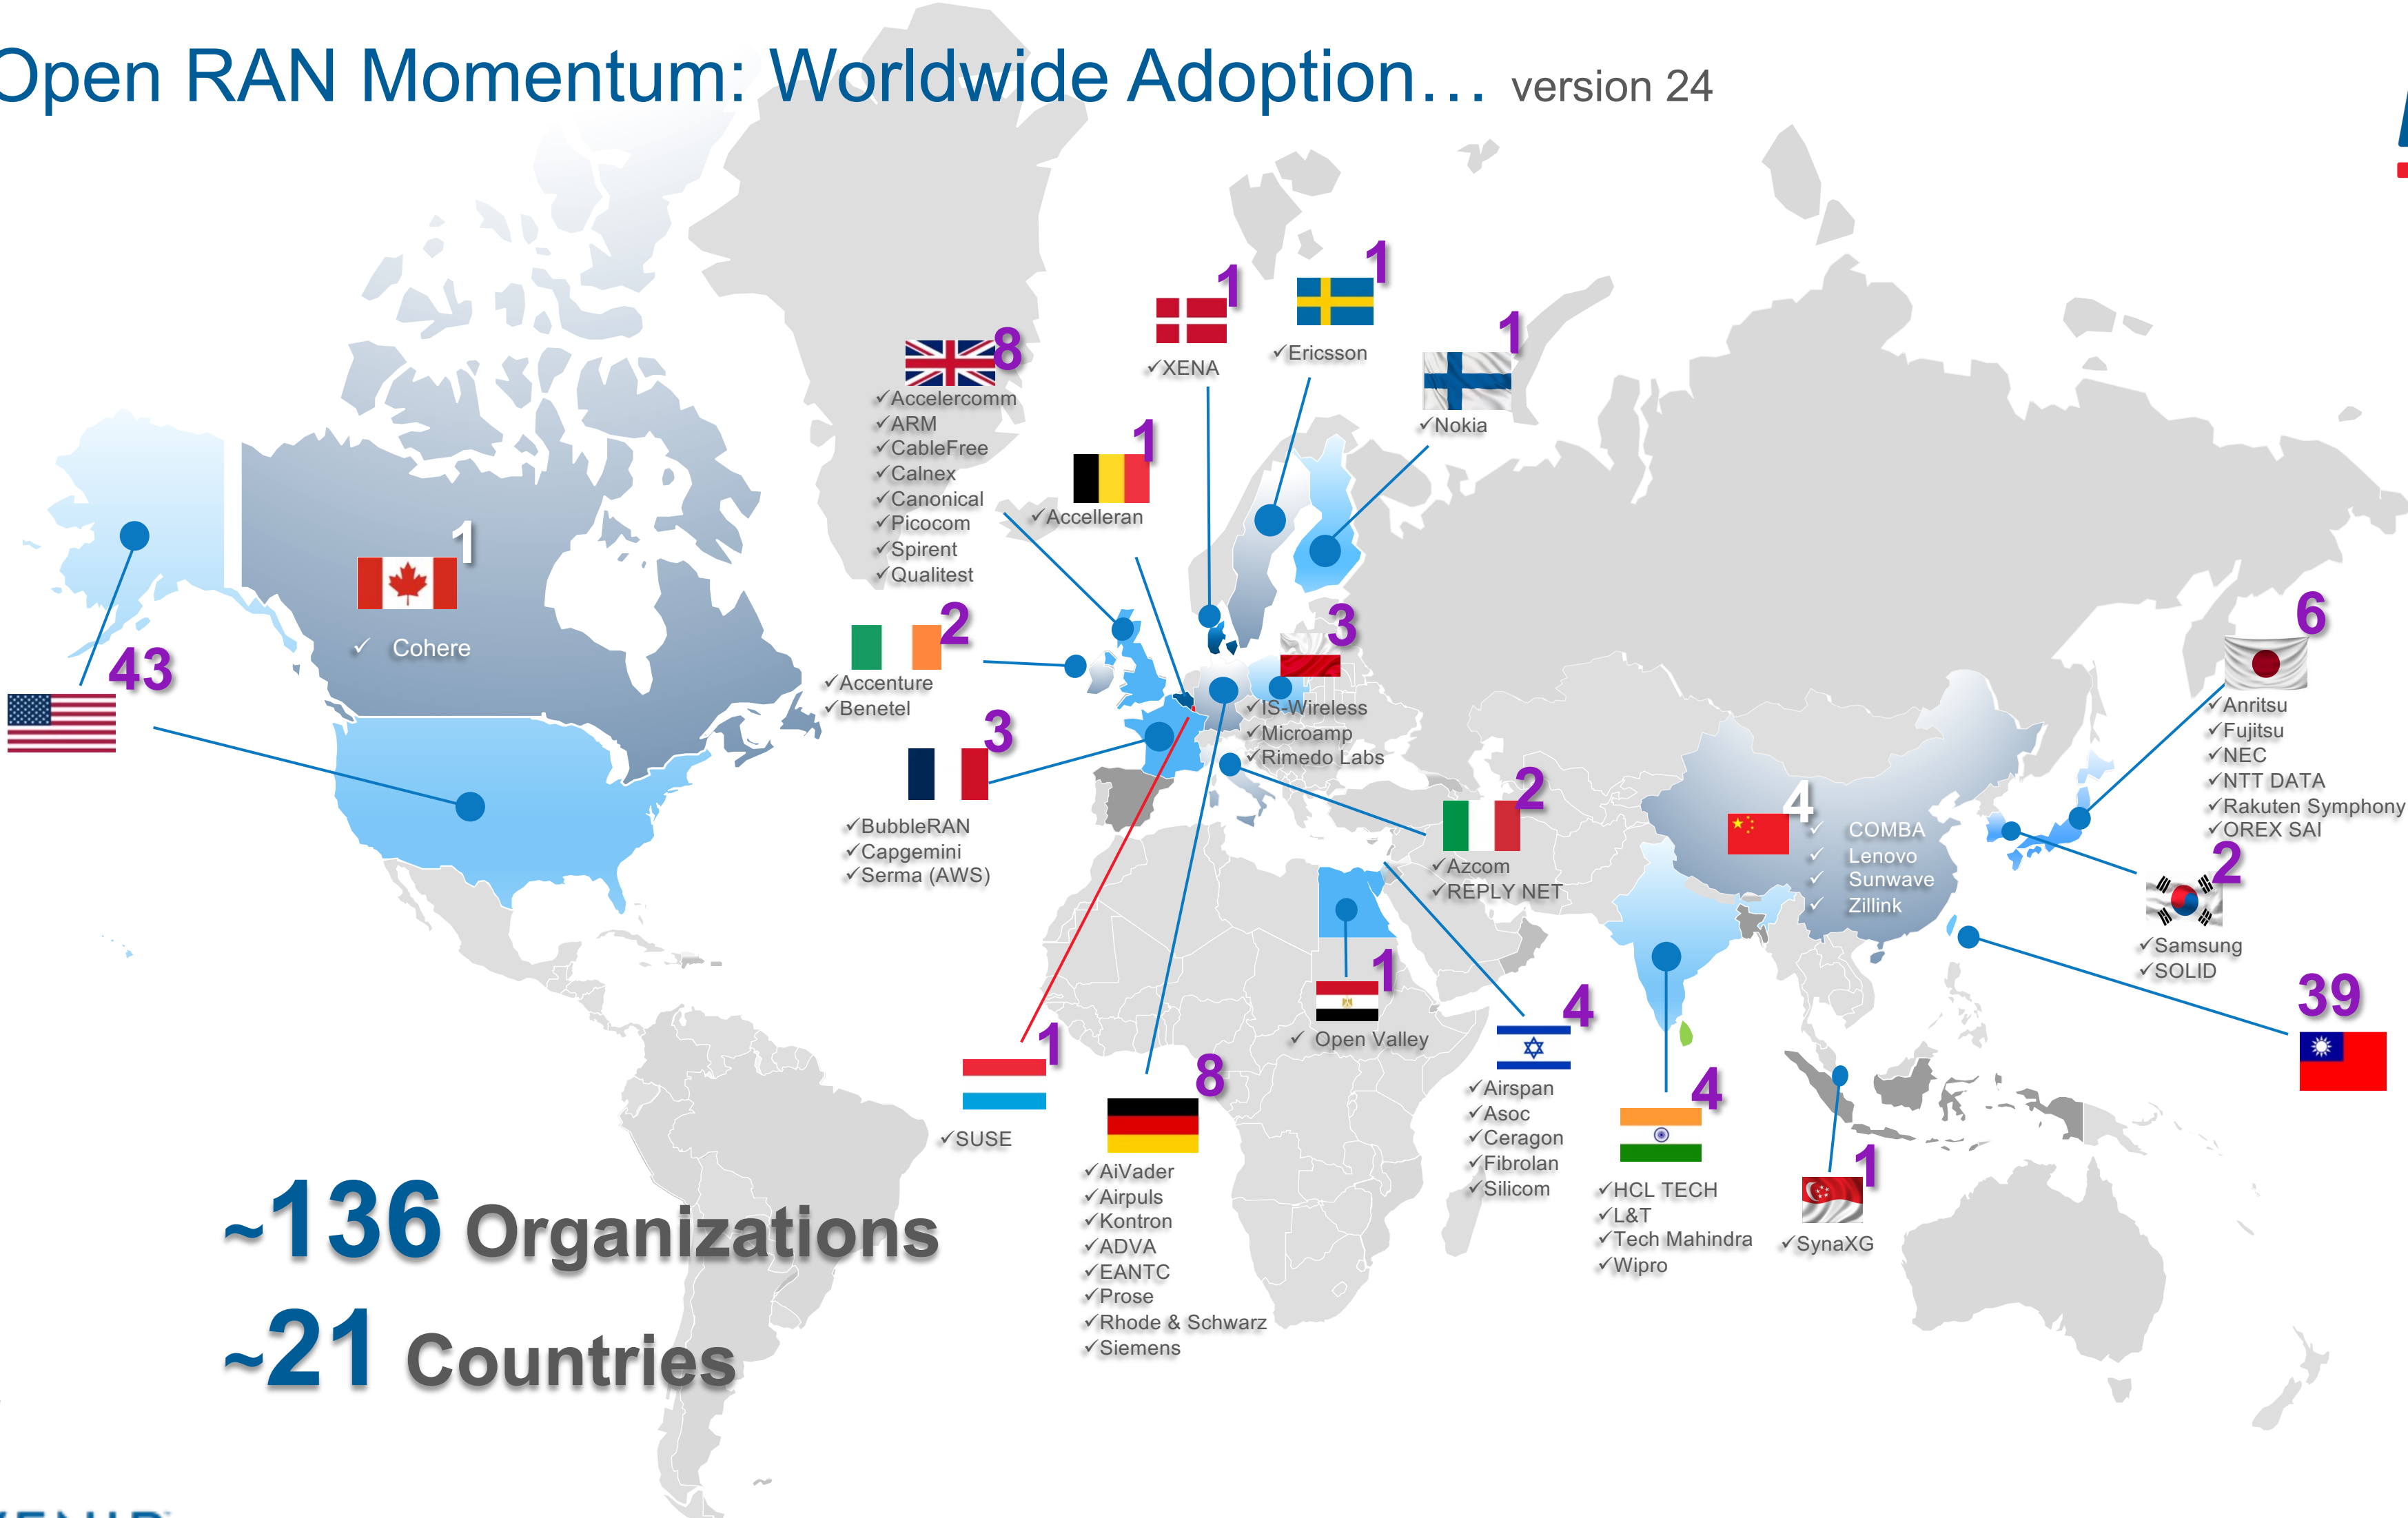 Open RAN Momentum: Worldwide Adoption... version 24
1
✓XENA
1
✓Ericsson
1
✓Nokia
8
✓Accelercomm
✓ARM
✓CableFree
✓Calnex
✓Canonical
✓Picocom
✓Spirent
✓Qualitest
1
✓Accelleran
1
✓ Cohere
43
2
✓Accenture
✓Benetel
3
✓IS-Wireless
✓Microamp
✓Rimedo Labs
3
✓BubbleRAN
✓Capgemini
✓Serma (AWS)
2
✓Azcom
✓REPLY NET
4
✓ COMBA
✓ Lenovo
✓ Sunwave
✓ Zillink
6
✓Anritsu
✓Fujitsu
✓NEC
✓NTT DATA
✓Rakuten Symphony
✓OREX SAI
2
✓Samsung
✓SOLID
39
1
✓ Open Valley
4
✓Airspan
✓Asoc
✓Ceragon
✓Fibrolan
✓Silicom
1
✓SUSE
8
✓AiVader
✓Airpuls
✓Kontron
✓ADVA
✓EANTC
✓Prose
✓Rhode & Schwarz
✓Siemens
4
✓HCL TECH
✓L&T
✓Tech Mahindra
✓Wipro
1
✓SynaXG
~136 Organizations
~21 Countries